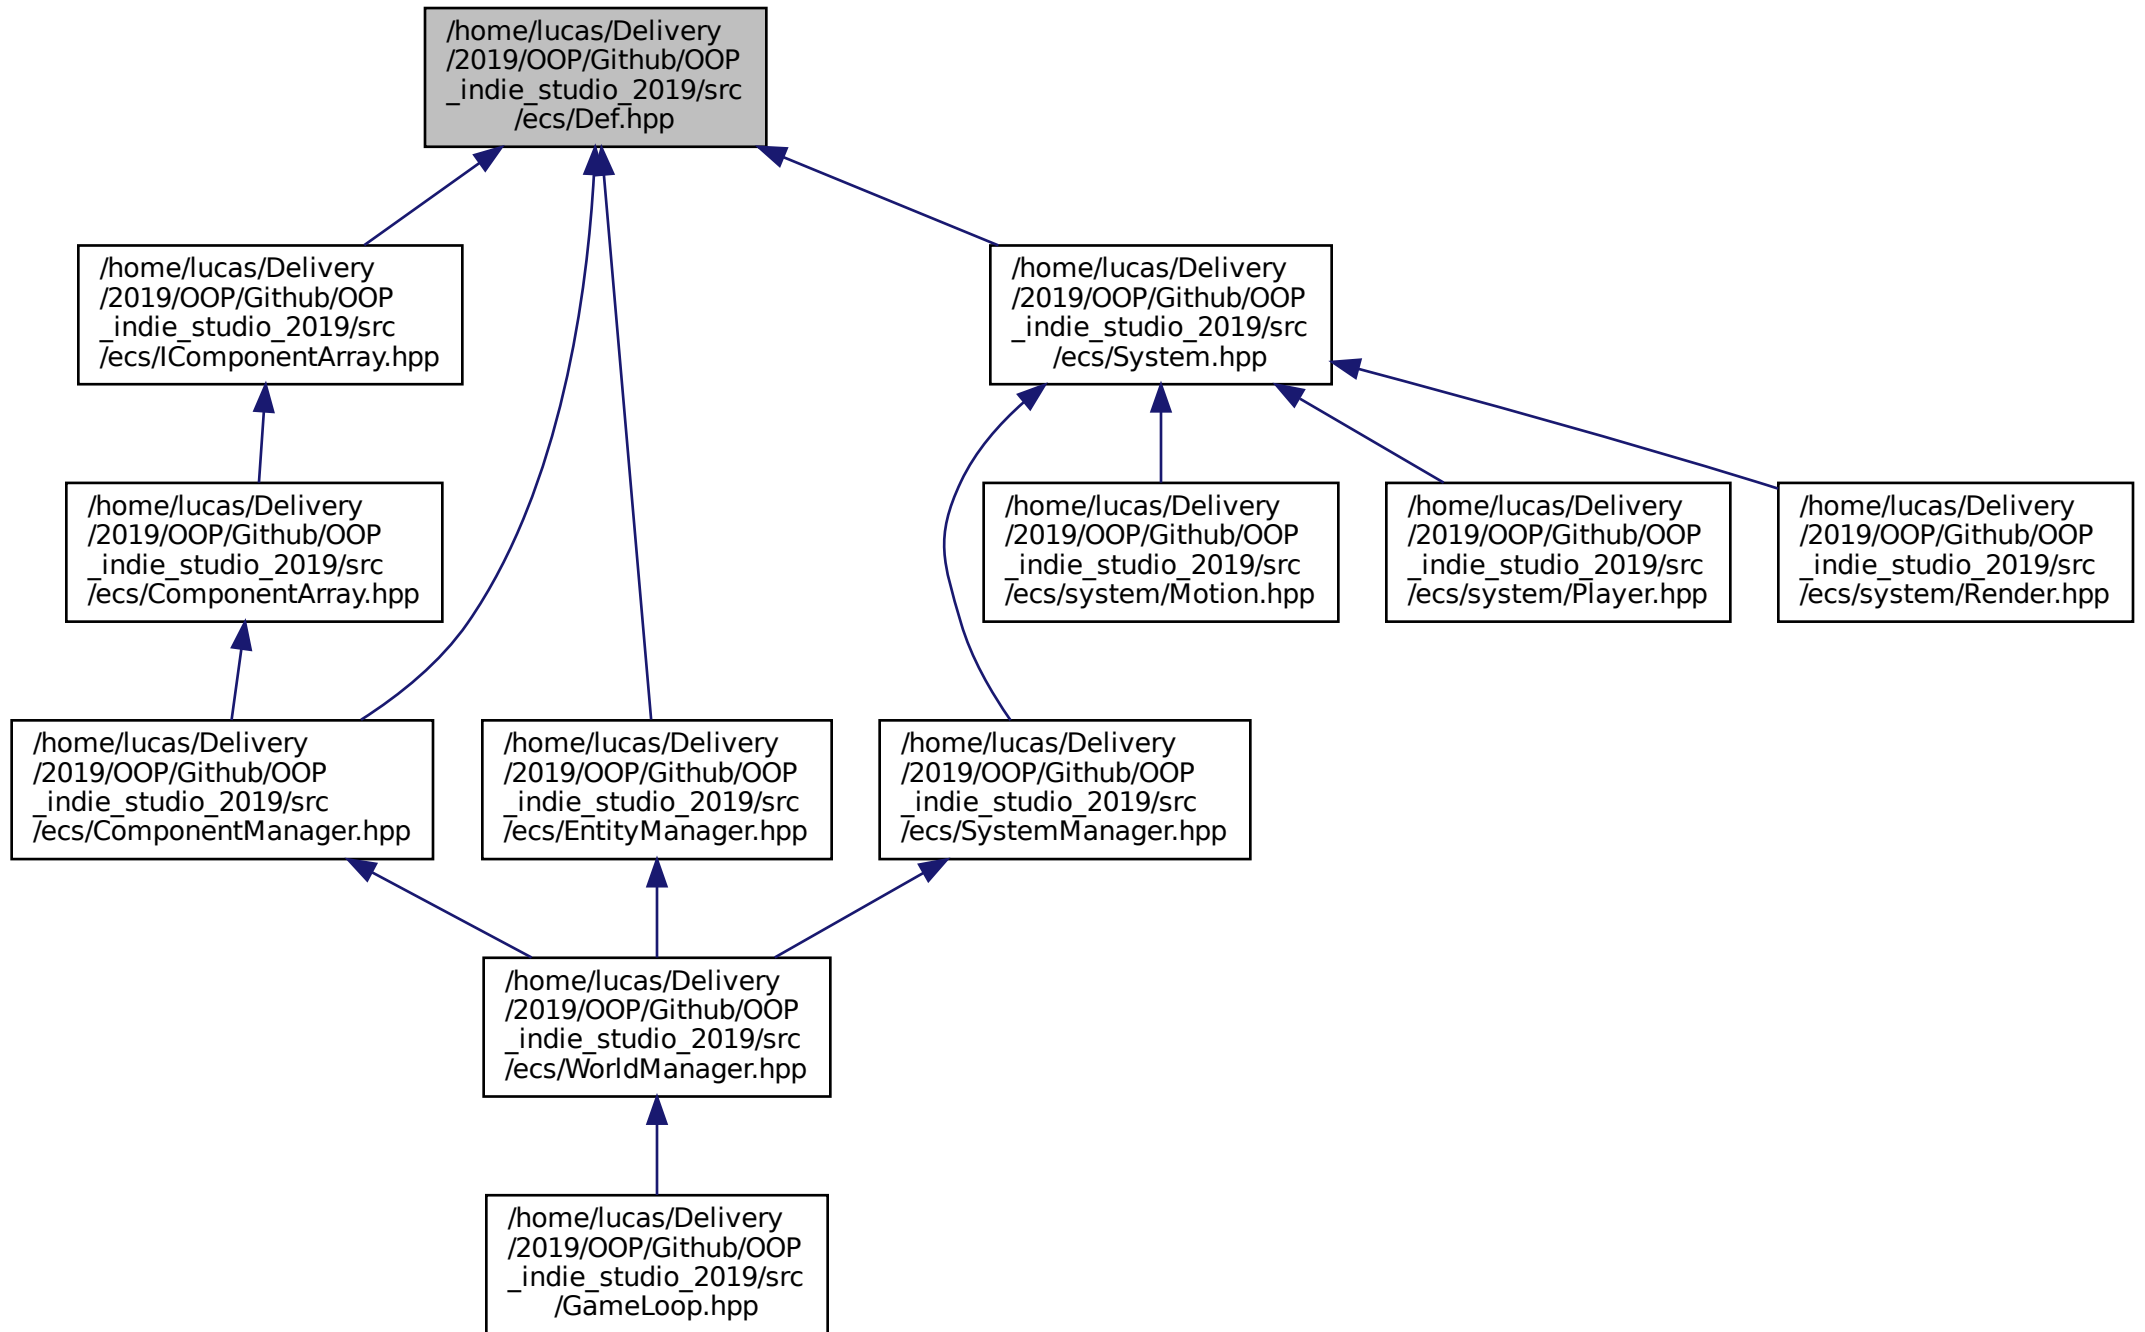 /home/lucas/Delivery
/2019/OOP/Github/OOP
_indie_studio_2019/src
/ecs/Def.hpp
/home/lucas/Delivery
/2019/OOP/Github/OOP
_indie_studio_2019/src
/ecs/IComponentArray.hpp
/home/lucas/Delivery
/2019/OOP/Github/OOP
_indie_studio_2019/src
/ecs/System.hpp
/home/lucas/Delivery
/2019/OOP/Github/OOP
_indie_studio_2019/src
/ecs/ComponentArray.hpp
/home/lucas/Delivery
/2019/OOP/Github/OOP
_indie_studio_2019/src
/ecs/system/Motion.hpp
/home/lucas/Delivery
/2019/OOP/Github/OOP
_indie_studio_2019/src
/ecs/system/Player.hpp
/home/lucas/Delivery
/2019/OOP/Github/OOP
_indie_studio_2019/src
/ecs/system/Render.hpp
/home/lucas/Delivery
/2019/OOP/Github/OOP
_indie_studio_2019/src
/ecs/ComponentManager.hpp
/home/lucas/Delivery
/2019/OOP/Github/OOP
_indie_studio_2019/src
/ecs/EntityManager.hpp
/home/lucas/Delivery
/2019/OOP/Github/OOP
_indie_studio_2019/src
/ecs/SystemManager.hpp
/home/lucas/Delivery
/2019/OOP/Github/OOP
_indie_studio_2019/src
/ecs/WorldManager.hpp
/home/lucas/Delivery
/2019/OOP/Github/OOP
_indie_studio_2019/src
/GameLoop.hpp